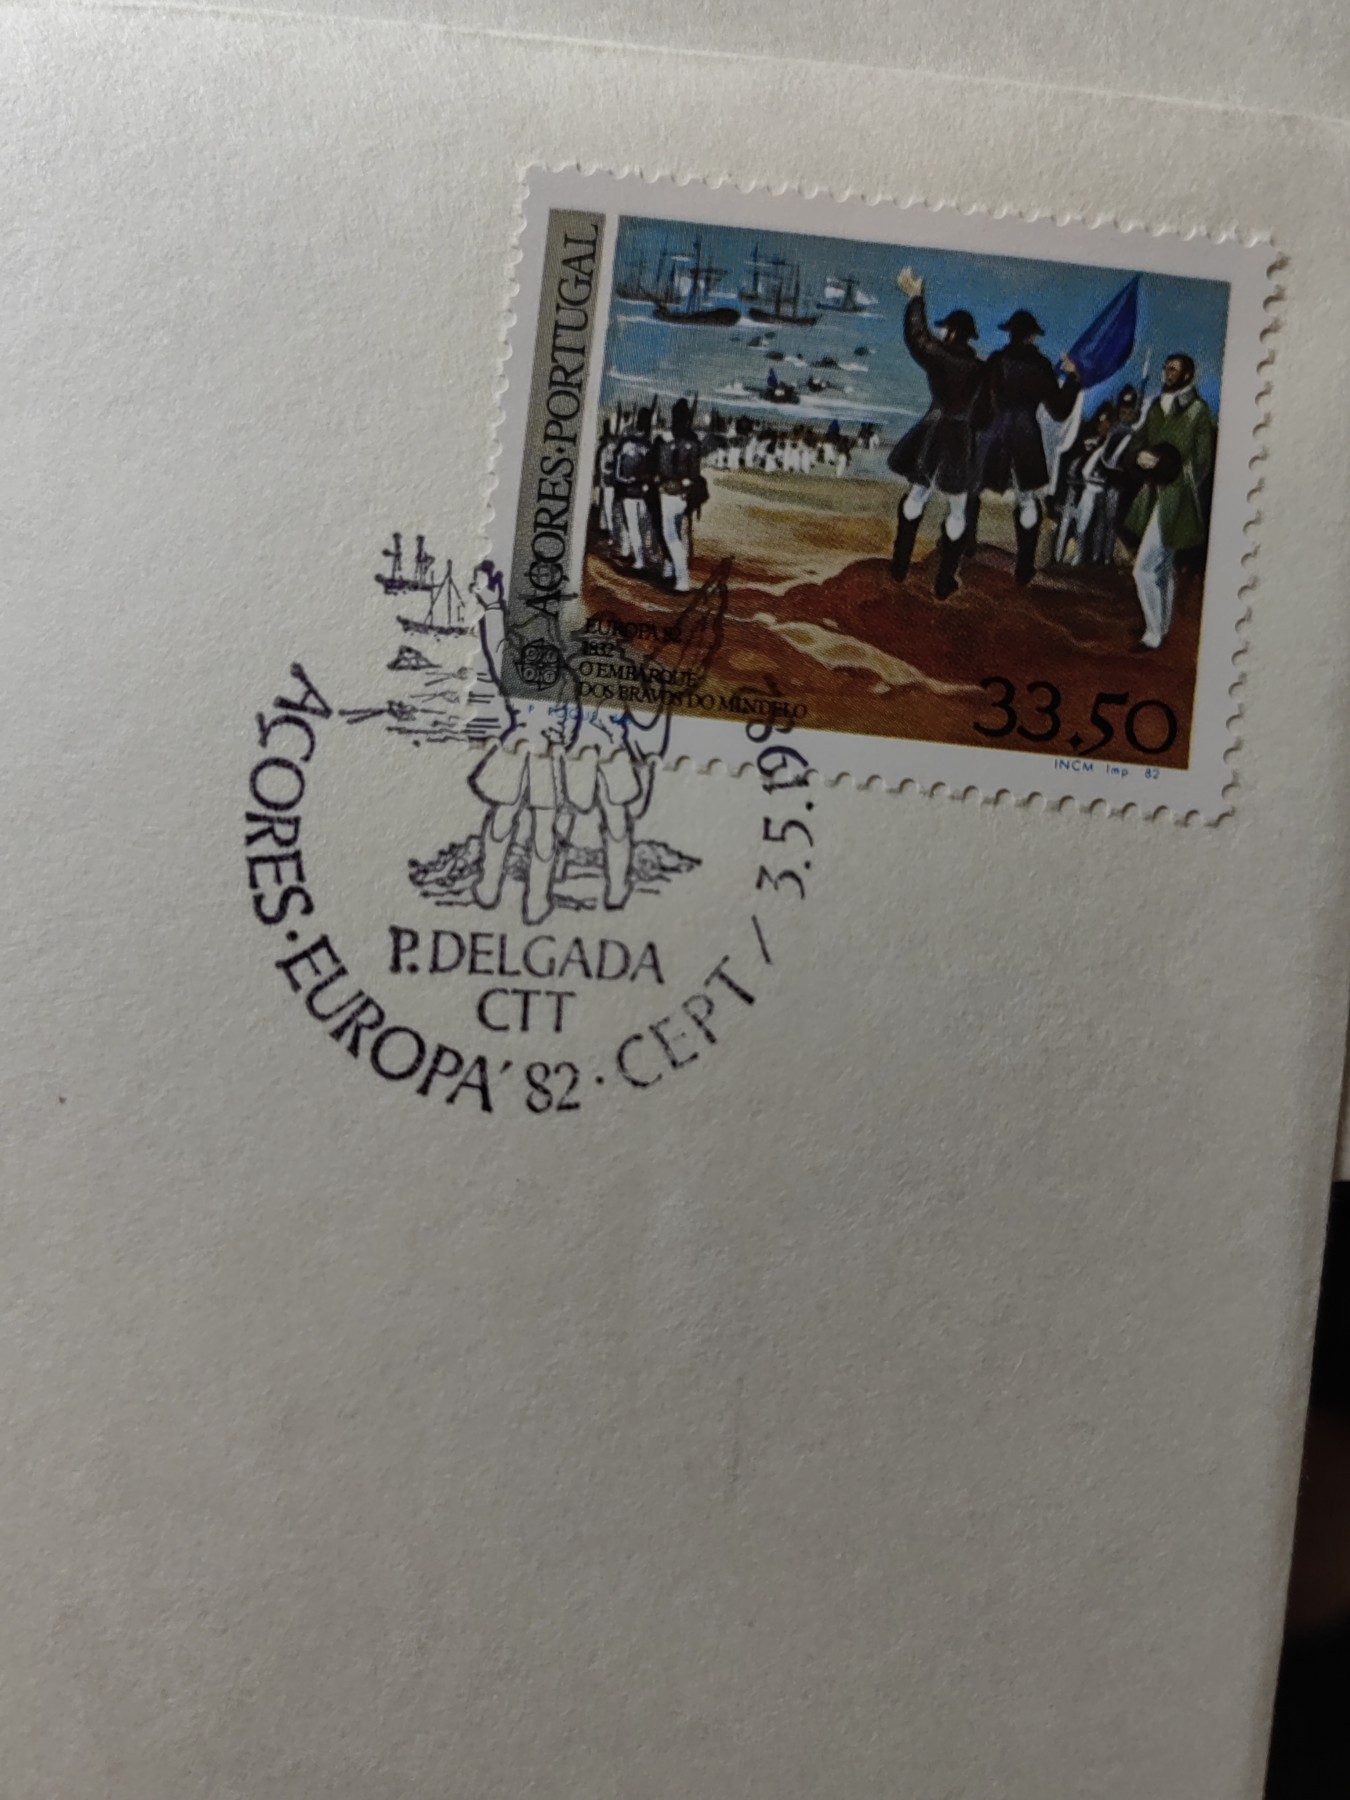 AÇORES·PORTUGAL
EUROPA 82
1832
O EMBARQUE
DOS BRAVOS DO MINDELO
33.50
INCM Imp 82
P. DELGADA
CTT
AÇORES·EUROPA'82·CEPT / 3.5.198